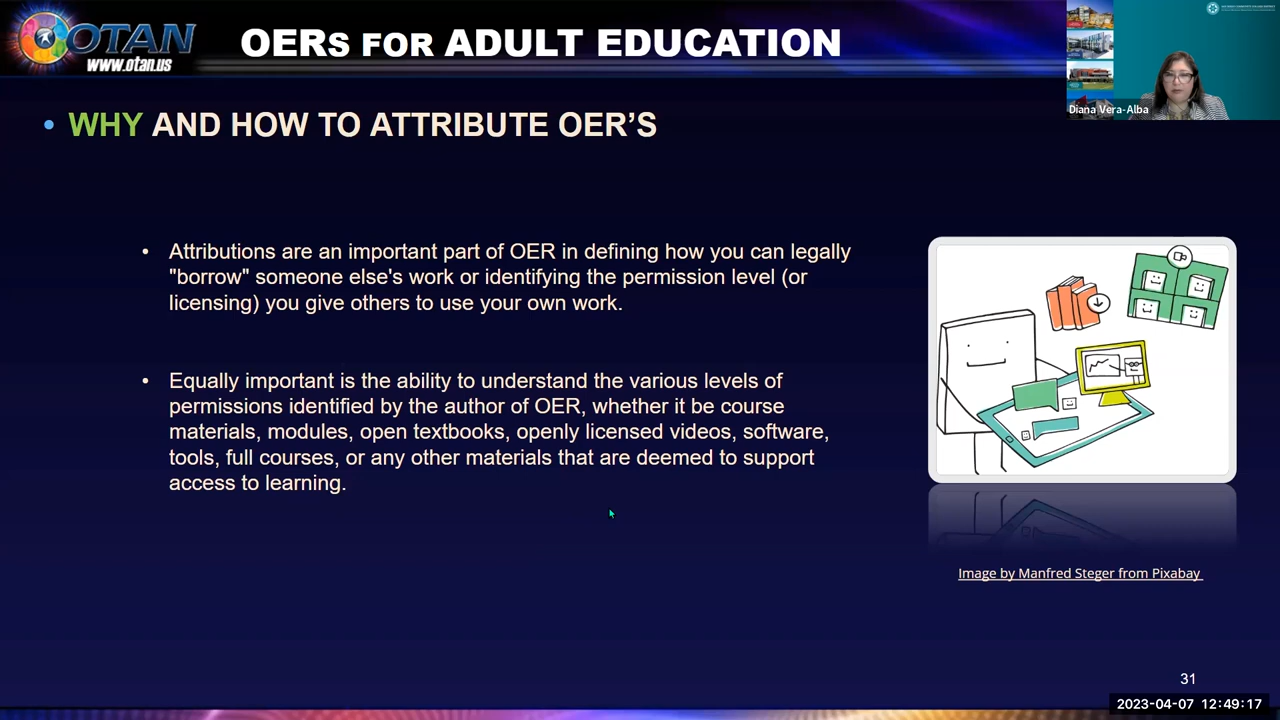 OTAN
www.otan.us
OERs FOR ADULT EDUCATION
Diana Vera-Alba
• WHY AND HOW TO ATTRIBUTE OER’S
• Attributions are an important part of OER in defining how you can legally
"borrow" someone else's work or identifying the permission level (or
licensing) you give others to use your own work.
• Equally important is the ability to understand the various levels of
permissions identified by the author of OER, whether it be course
materials, modules, open textbooks, openly licensed videos, software,
tools, full courses, or any other materials that are deemed to support
access to learning.
Image by Manfred Steger from Pixabay
31
2023-04-07 12:49:17